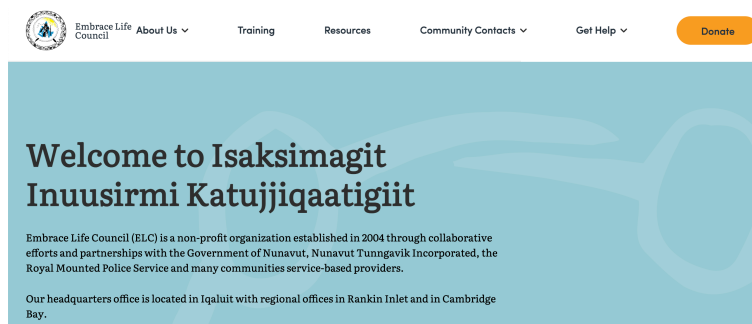 Embrace Life
Council
About Us
Training
Resources
Community Contacts
Get Help
Donate
Welcome to Isaksimagit
Inuusirmi Katujjiqaatigiit
Embrace Life Council (ELC) is a non-profit organization established in 2004 through collaborative
efforts and partnerships with the Government of Nunavut, Nunavut Tunngavik Incorporated, the
Royal Mounted Police Service and many communities service-based providers.
Our headquarters office is located in Iqaluit with regional offices in Rankin Inlet and in Cambridge
Bay.